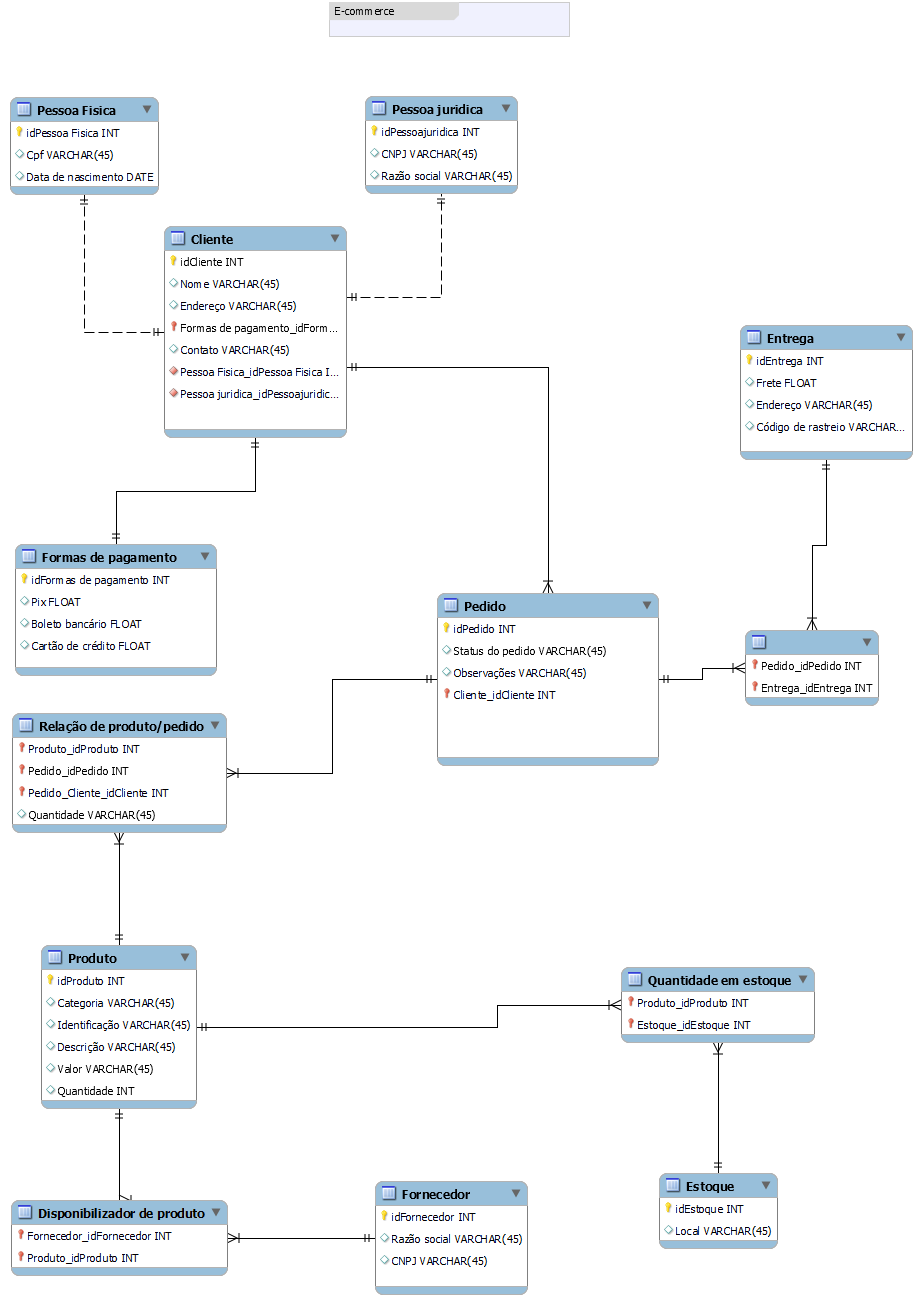 E-commerce
Pessoa Fisica
idPessoa Fisica INT
Cpf VARCHAR(45)
Data de nascimento DATE
Pessoa juridica
idPessoajuridica INT
CNPJ VARCHAR(45)
Razão social VARCHAR(45)
Cliente
idCliente INT
Nome VARCHAR(45)
Endereço VARCHAR(45)
Formas de pagamento_idForm...
Contato VARCHAR(45)
Pessoa Fisica_idPessoa Fisica I...
Pessoa juridica_idPessoajuridic...
Entrega
idEntrega INT
Frete FLOAT
Endereço VARCHAR(45)
Código de rastreio VARCHAR...
Formas de pagamento
idFormas de pagamento INT
Pix FLOAT
Boleto bancário FLOAT
Cartão de crédito FLOAT
Pedido
idPedido INT
Status do pedido VARCHAR(45)
Observações VARCHAR(45)
Cliente_idCliente INT
Pedido_idPedido INT
Entrega_idEntrega INT
Relação de produto/pedido
Produto_idProduto INT
Pedido_idPedido INT
Pedido_Cliente_idCliente INT
Quantidade VARCHAR(45)
Produto
idProduto INT
Categoria VARCHAR(45)
Identificação VARCHAR(45)
Descrição VARCHAR(45)
Valor VARCHAR(45)
Quantidade INT
Quantidade em estoque
Produto_idProduto INT
Estoque_idEstoque INT
Estoque
idEstoque INT
Local VARCHAR(45)
Disponibilizador de produto
Fornecedor_idFornecedor INT
Produto_idProduto INT
Fornecedor
idFornecedor INT
Razão social VARCHAR(45)
CNPJ VARCHAR(45)